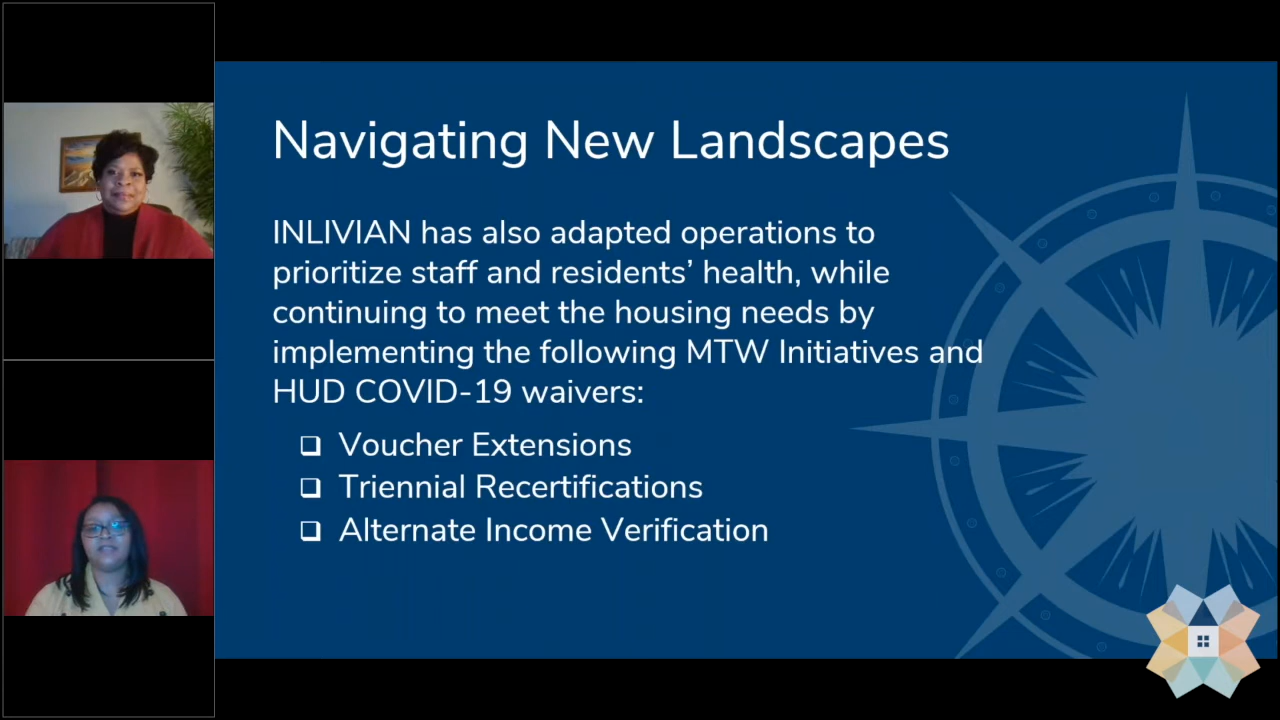 Navigating New Landscapes
INLIVIAN has also adapted operations to
prioritize staff and residents’ health, while
continuing to meet the housing needs by
implementing the following MTW Initiatives and
HUD COVID-19 waivers:
❑ Voucher Extensions
❑ Triennial Recertifications
❑ Alternate Income Verification